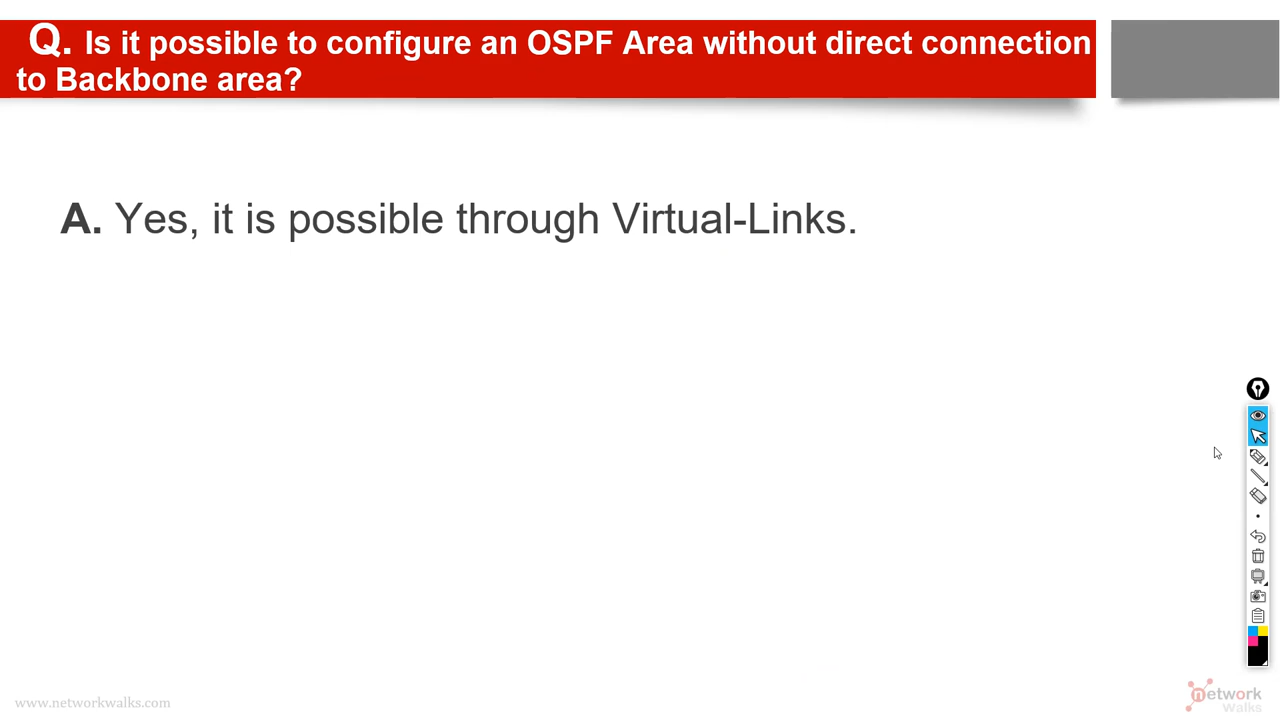 Q. Is it possible to configure an OSPF Area without direct connection
to Backbone area?
A. Yes, it is possible through Virtual-Links.
www.networkwalks.com
network
Walks